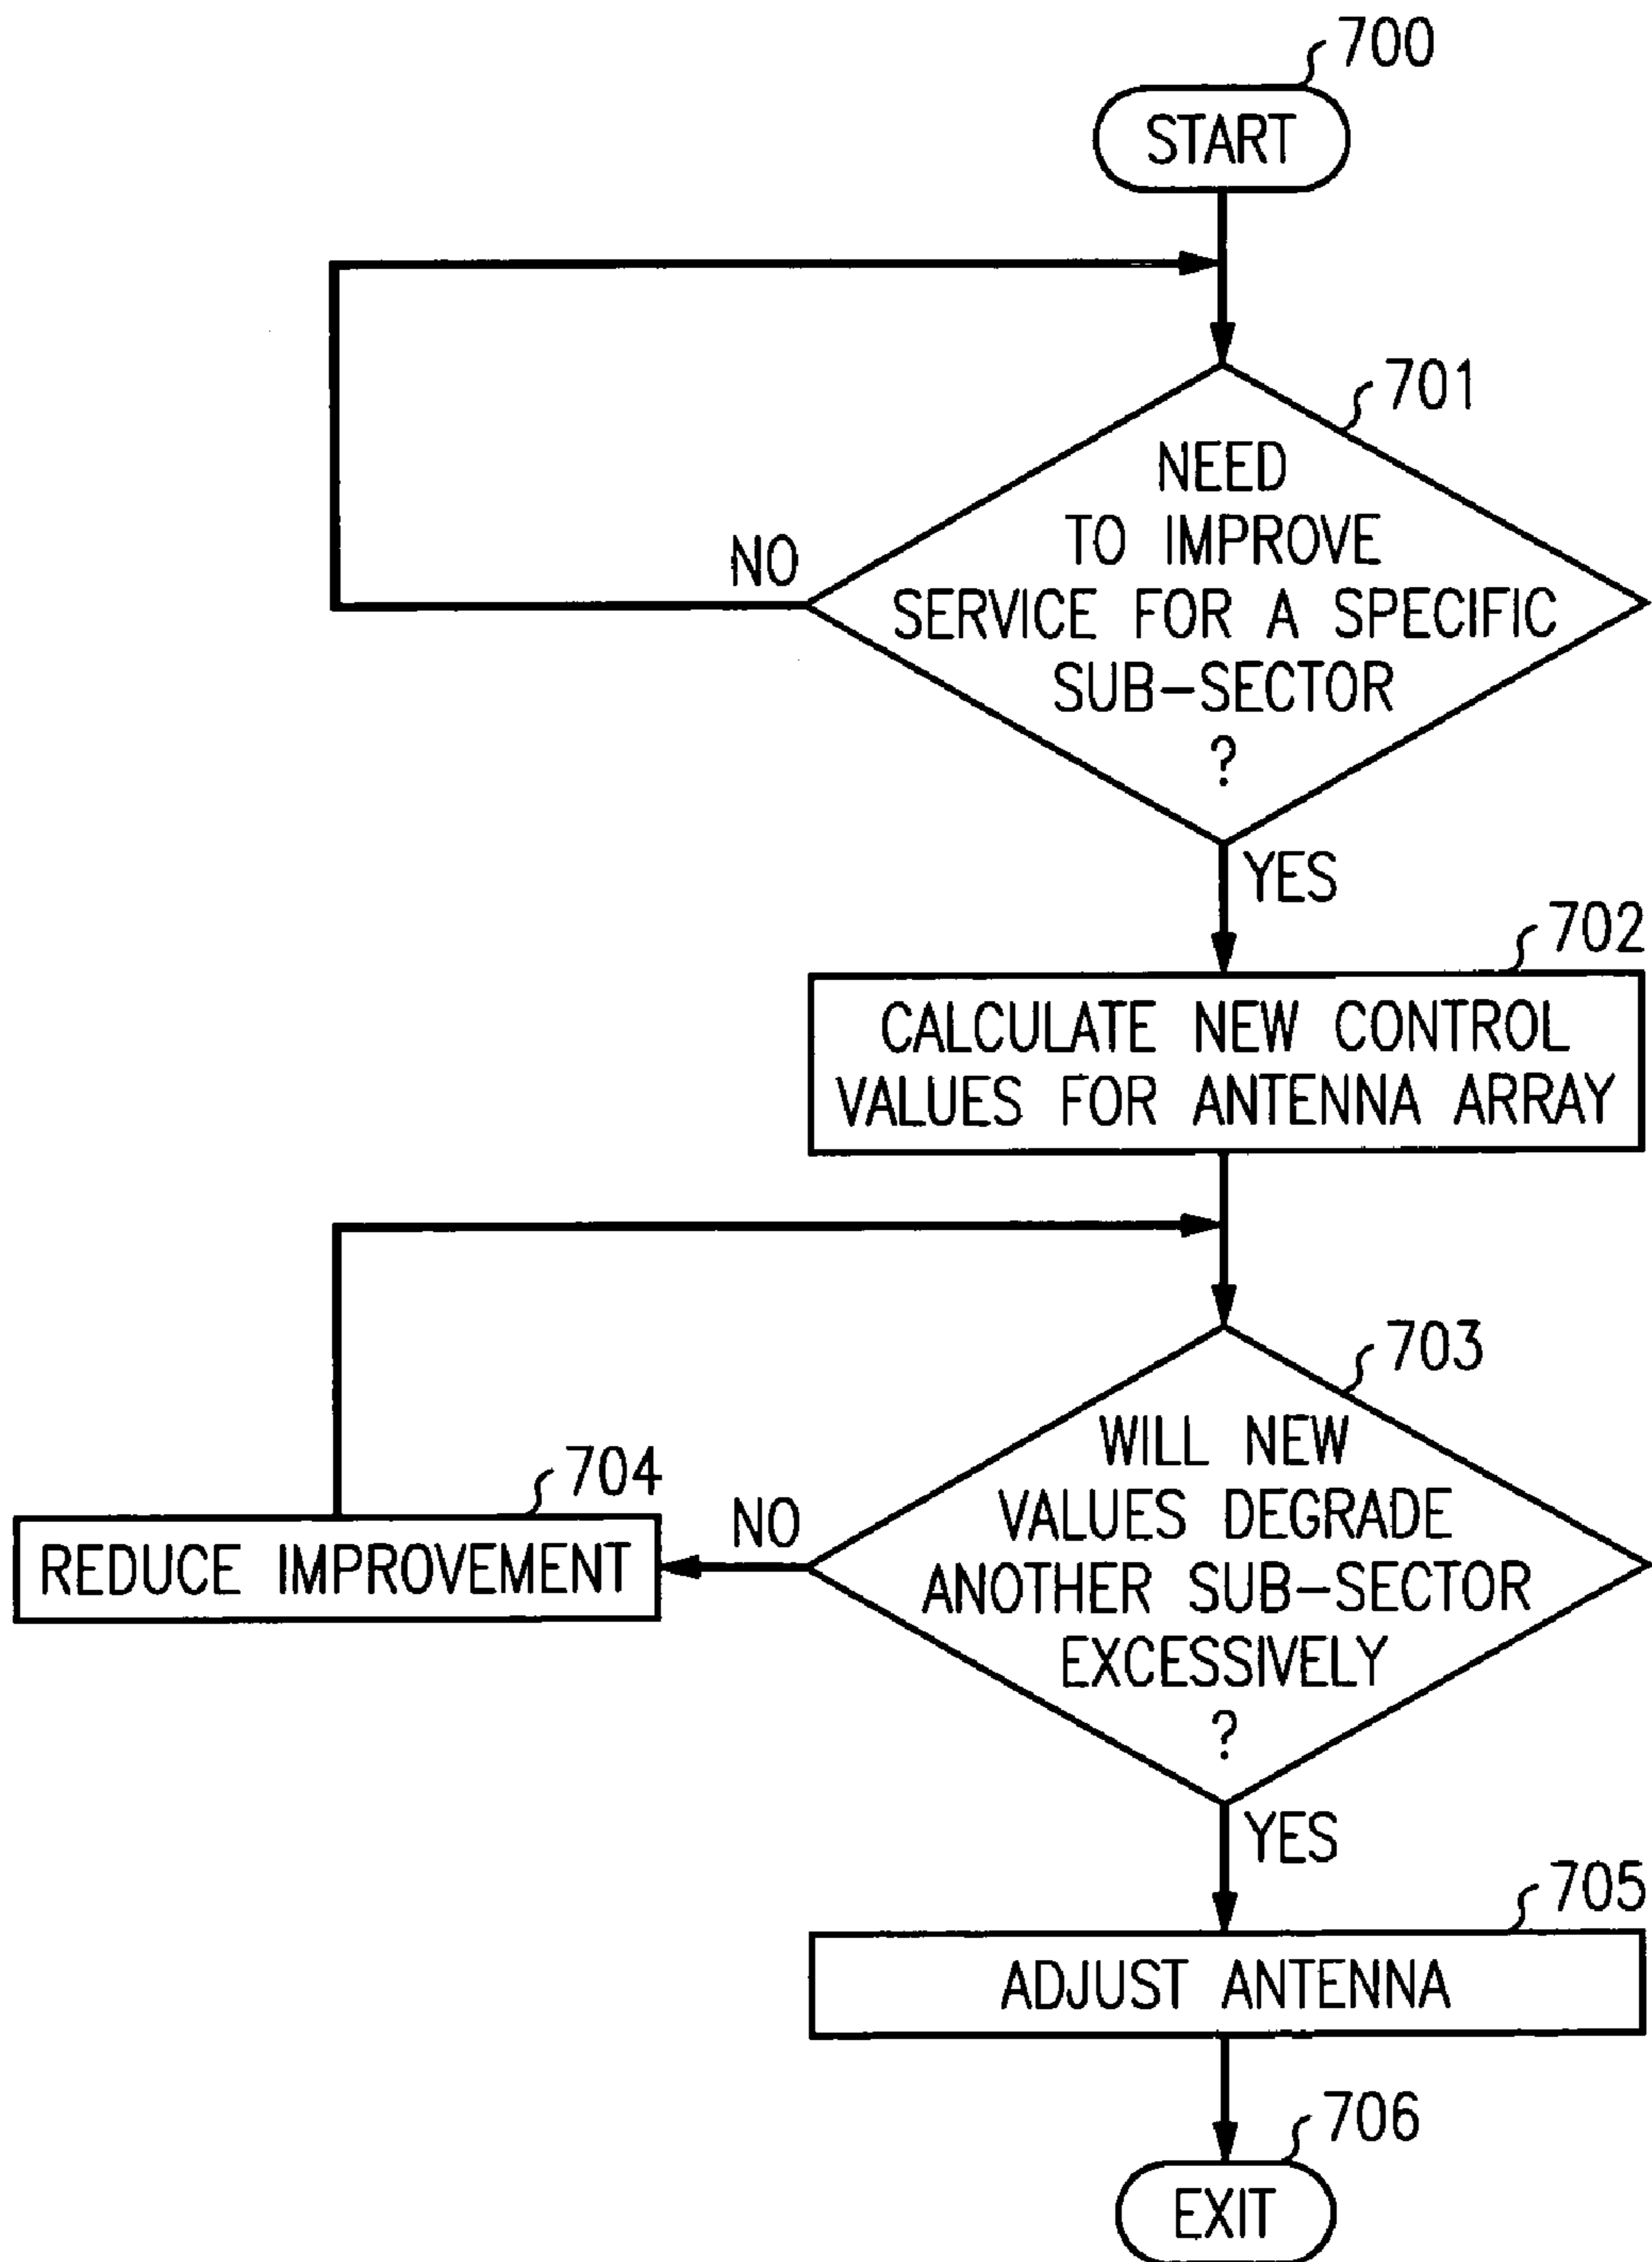 700
START
701
NEED
TO IMPROVE
SERVICE FOR A SPECIFIC
SUB-SECTOR
?
NO
YES
702
CALCULATE NEW CONTROL
VALUES FOR ANTENNA ARRAY
703
WILL NEW
VALUES DEGRADE
ANOTHER SUB-SECTOR
EXCESSIVELY
?
NO
704
REDUCE IMPROVEMENT
YES
705
ADJUST ANTENNA
706
EXIT